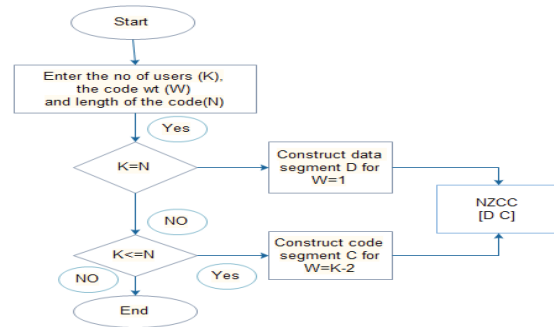 Start
Enter the no of users (K),
the code wt (W)
and length of the code(N)
Yes
K=N
Construct data
segment D for
W=1
NZCC
[D C]
NO
K<=N
Construct code
segment C for
W=K-2
NO
Yes
End